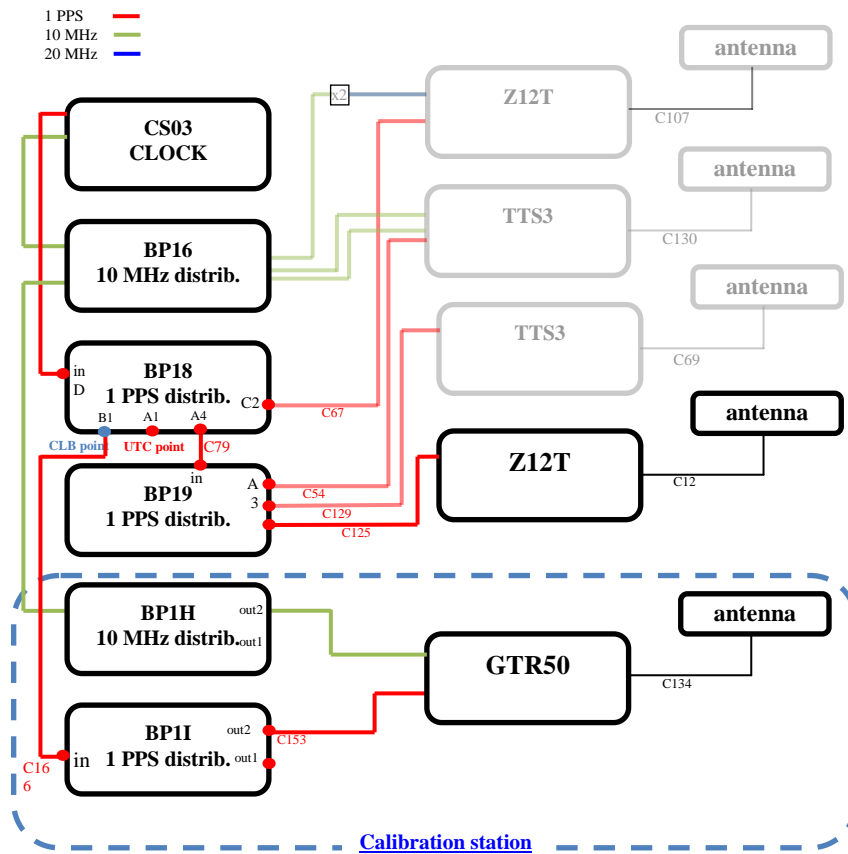 1 PPS
10 MHz
20 MHz
antenna
x2
Z12T
C107
CS03
CLOCK
antenna
TTS3
C130
BP16
10 MHz distrib.
antenna
TTS3
C69
BP18
1 PPS distrib.
in
D
C2
C67
B1
A1
A4
CLB point
UTC point
C79
antenna
Z12T
C12
in
BP19
1 PPS distrib.
A
3
C54
C129
C125
BP1H
10 MHz distrib.
out2
out1
antenna
GTR50
C134
BP1I
1 PPS distrib.
in
out2
out1
C153
C16
6
Calibration station